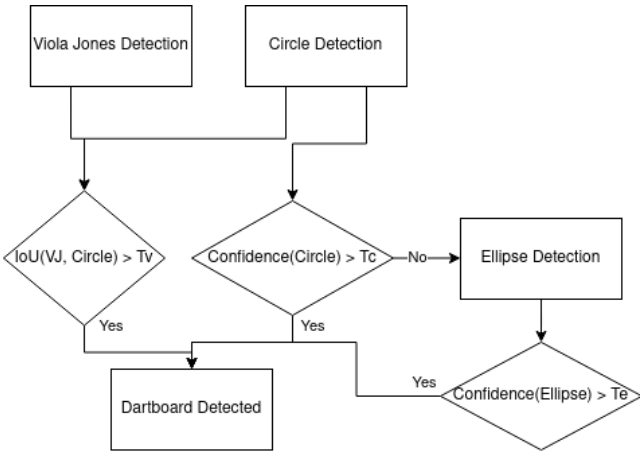 Viola Jones Detection
Circle Detection
IoU(VJ, Circle) > Tv
Confidence(Circle) > Tc
No
Ellipse Detection
Yes
Yes
Dartboard Detected
Yes
Confidence(Ellipse) > Te